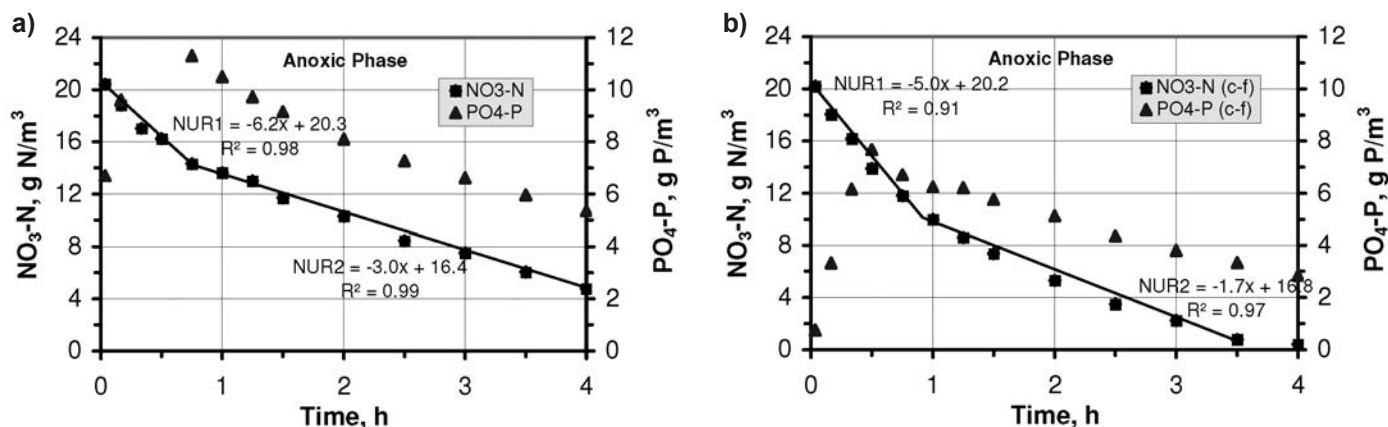 a)
24
20
16
12
8
4
0
NO₃-N, g N/m³
Anoxic Phase
NO3-N
PO4-P
NUR1 = -6.2x + 20.3
R² = 0.98
NUR2 = -3.0x + 16.4
R² = 0.99
12
10
8
6
4
2
0
PO₄-P, g P/m³
0 1 2 3 4
Time, h
b)
24
20
16
12
8
4
0
NO₃-N, g N/m³
Anoxic Phase
NUR1 = -5.0x + 20.2
R² = 0.91
NO3-N (c-f)
PO4-P (c-f)
NUR2 = -1.7x + 16.8
R² = 0.97
12
10
8
6
4
2
0
PO₄-P, g P/m³
0 1 2 3 4
Time, h